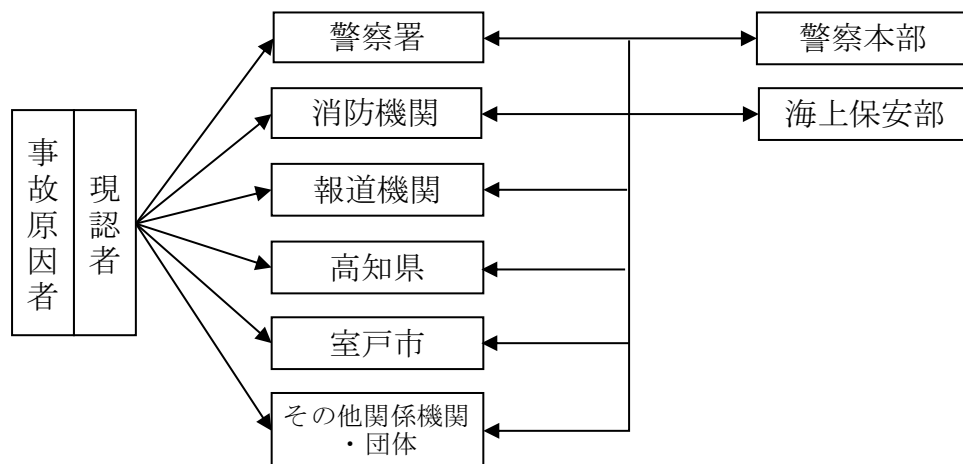 警察署
警察本部
消防機関
海上保安部
事故原因者
現認者
報道機関
高知県
室戸市
その他関係機関
・団体